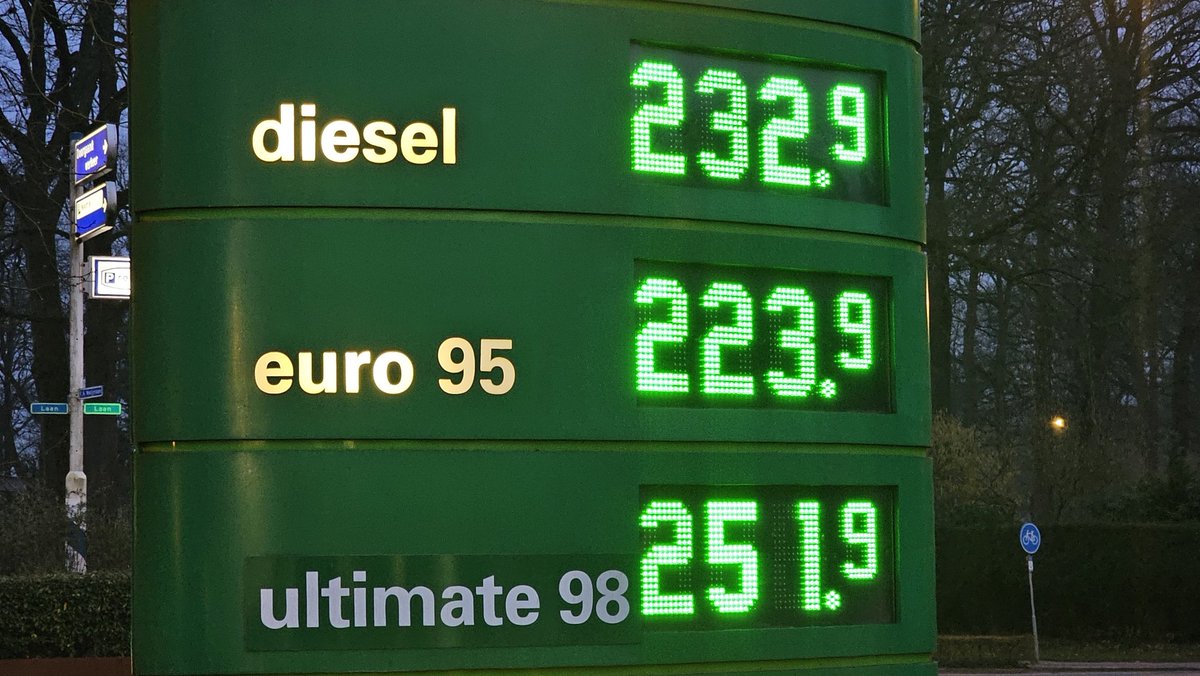 diesel 232.9
euro 95 223.9
ultimate 98 251.9
P
Laan
Laan